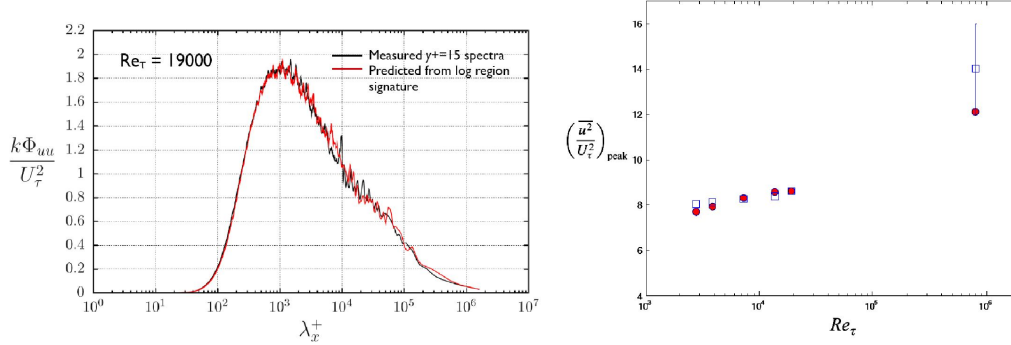 2.2
2
1.8
1.6
1.4
1.2
1
0.8
0.6
0.4
0.2
0
Re_τ = 19000
Measured y+=15 spectra
Predicted from log region
signature
kΦ_uu
U_τ^2
10^0 10^1 10^2 10^3 10^4 10^5 10^6 10^7
λ_x^+
16
14
12
10
8
6
4
(u^2
U_τ^2)peak
10^3 10^4 10^5 10^6
Re_τ